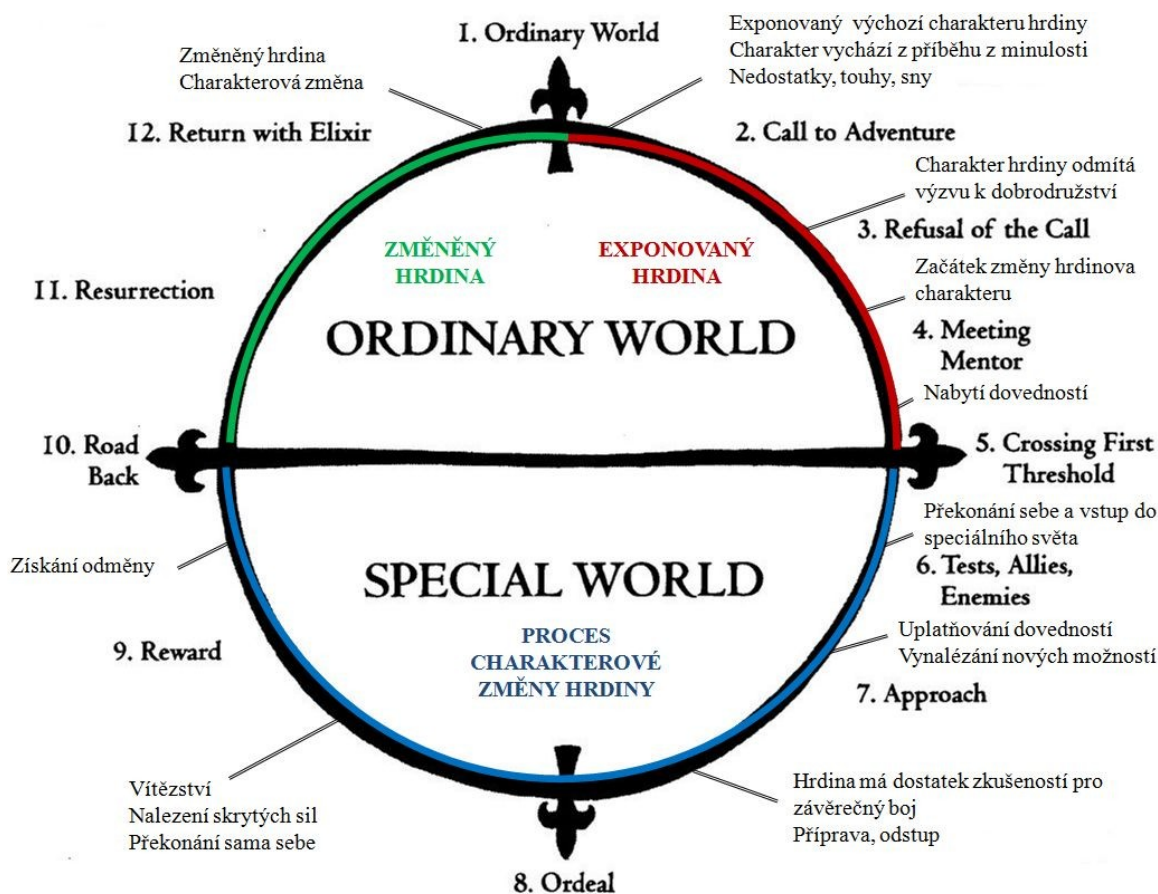 1. Ordinary World
Exponovaný výchozí charakteru hrdiny
Charakter vychází z příběhu z minulosti
Nedostatky, touhy, sny
2. Call to Adventure
Charakter hrdiny odmítá
výzvu k dobrodružství
3. Refusal of the Call
Začátek změny hrdinova
charakteru
4. Meeting
Mentor
Nabytí dovedností
5. Crossing First
Threshold
Překonání sebe a vstup do
speciálního světa
6. Tests, Allies,
Enemies
Uplatňování dovedností
Vynalézání nových možností
7. Approach
Hrdina má dostatek zkušeností pro
závěrečný boj
Příprava, odstup
8. Ordeal
Vítězství
Nalezení skrytých sil
Překonání sama sebe
9. Reward
Získání odměny
10. Road
Back
11. Resurrection
12. Return with Elixir
Změněný hrdina
Charakterová změna
ZMĚNĚNÝ
HRDINA
EXPONOVANÝ
HRDINA
ORDINARY WORLD
SPECIAL WORLD
PROCES
CHARAKTEROVÉ
ZMĚNY HRDINY